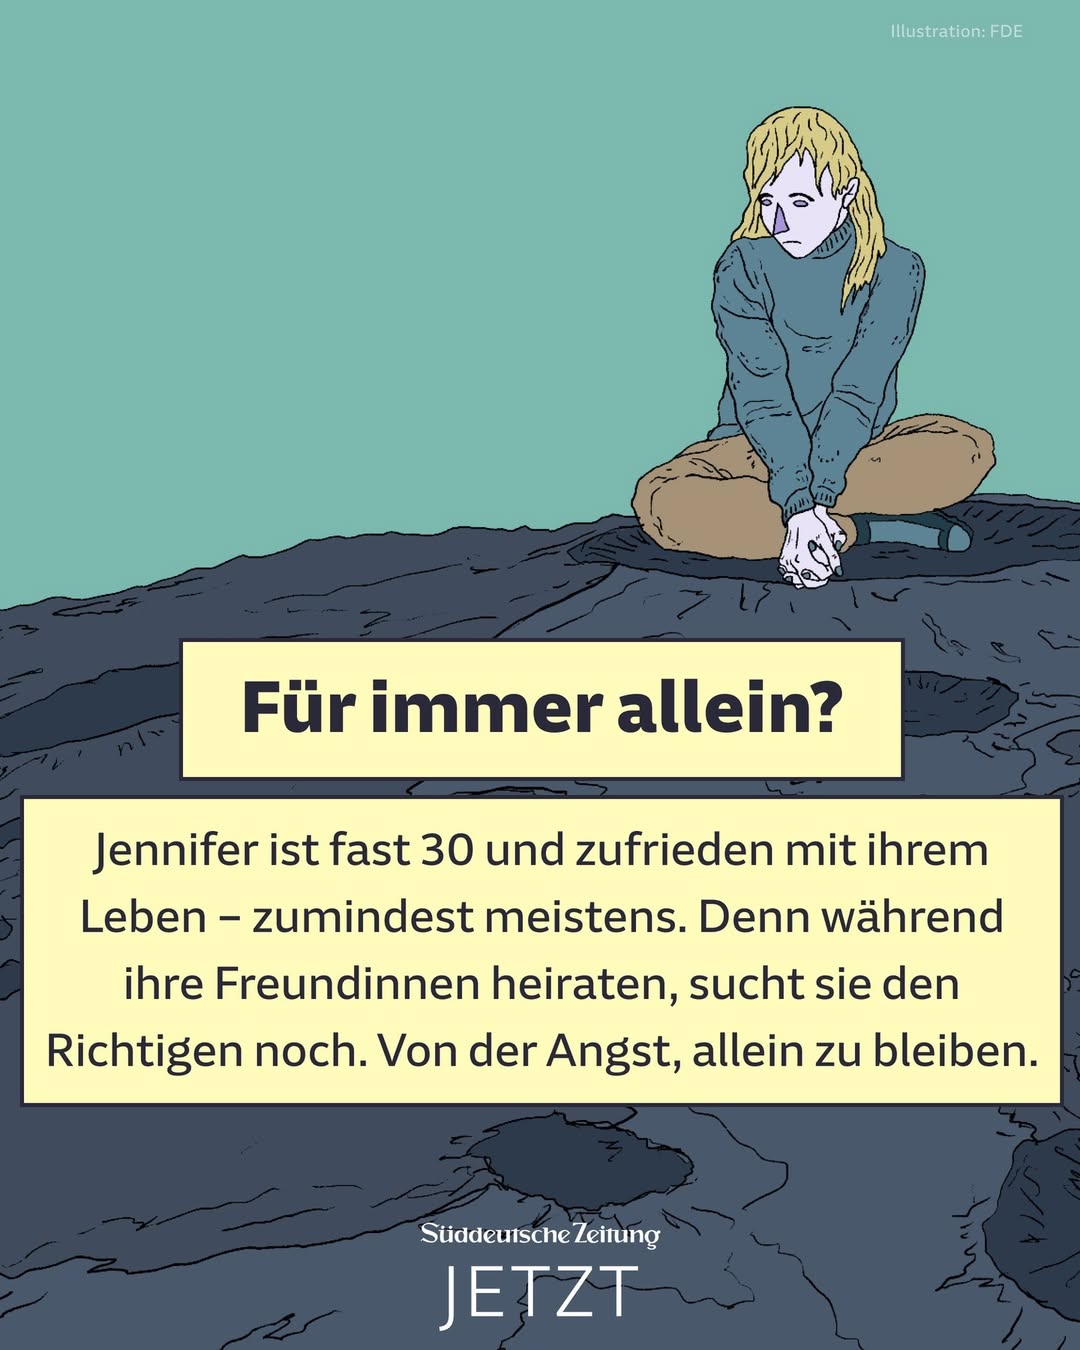 Illustration: FDE
Für immer allein?
Jennifer ist fast 30 und zufrieden mit ihrem
Leben – zumindest meistens. Denn während
ihre Freundinnen heiraten, sucht sie den
Richtigen noch. Von der Angst, allein zu bleiben.
Süddeutsche Zeitung
JETZT